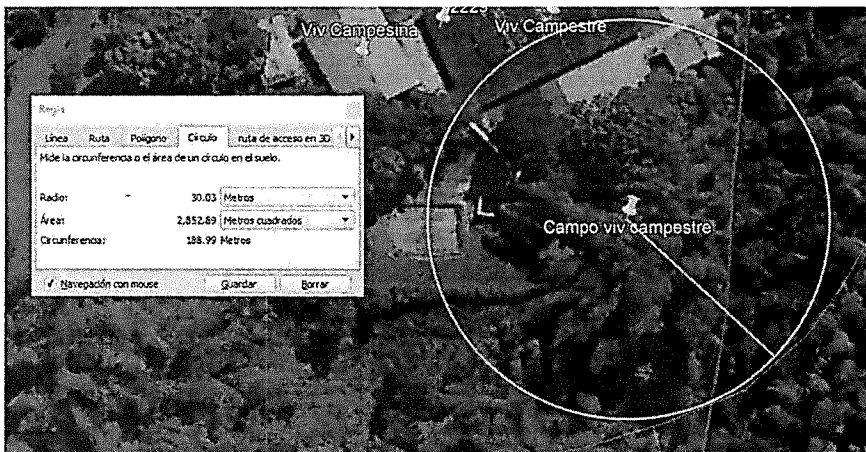 2229
Viv Campesina
Viv Campestre
Regla
Línea Ruta Polígono Círculo ruta de acceso en 3D
Mide la circunferencia o el área de un círculo en el suelo.
Radio: 30.03 Metros
Área: 2,852.89 Metros cuadrados
Circunferencia: 188.99 Metros
Navegación con mouse Guardar Borrar
Campo viv campestre